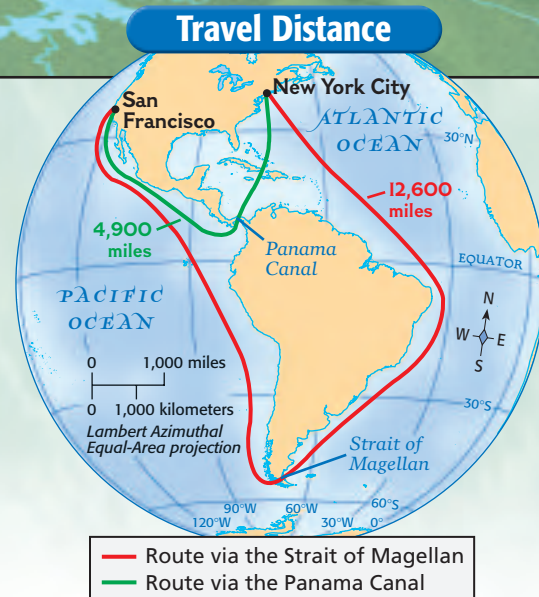 Travel Distance
San
Francisco
New York City
ATLANTIC
OCEAN
30°N
12,600
miles
4,900
miles
Panama
Canal
EQUATOR
PACIFIC
OCEAN
N
W
E
S
0 1,000 miles
0 1,000 kilometers
Lambert Azimuthal
Equal-Area projection
30°S
Strait of
Magellan
60°S
90°W 60°W
120°W 30°W 0°
Route via the Strait of Magellan
Route via the Panama Canal